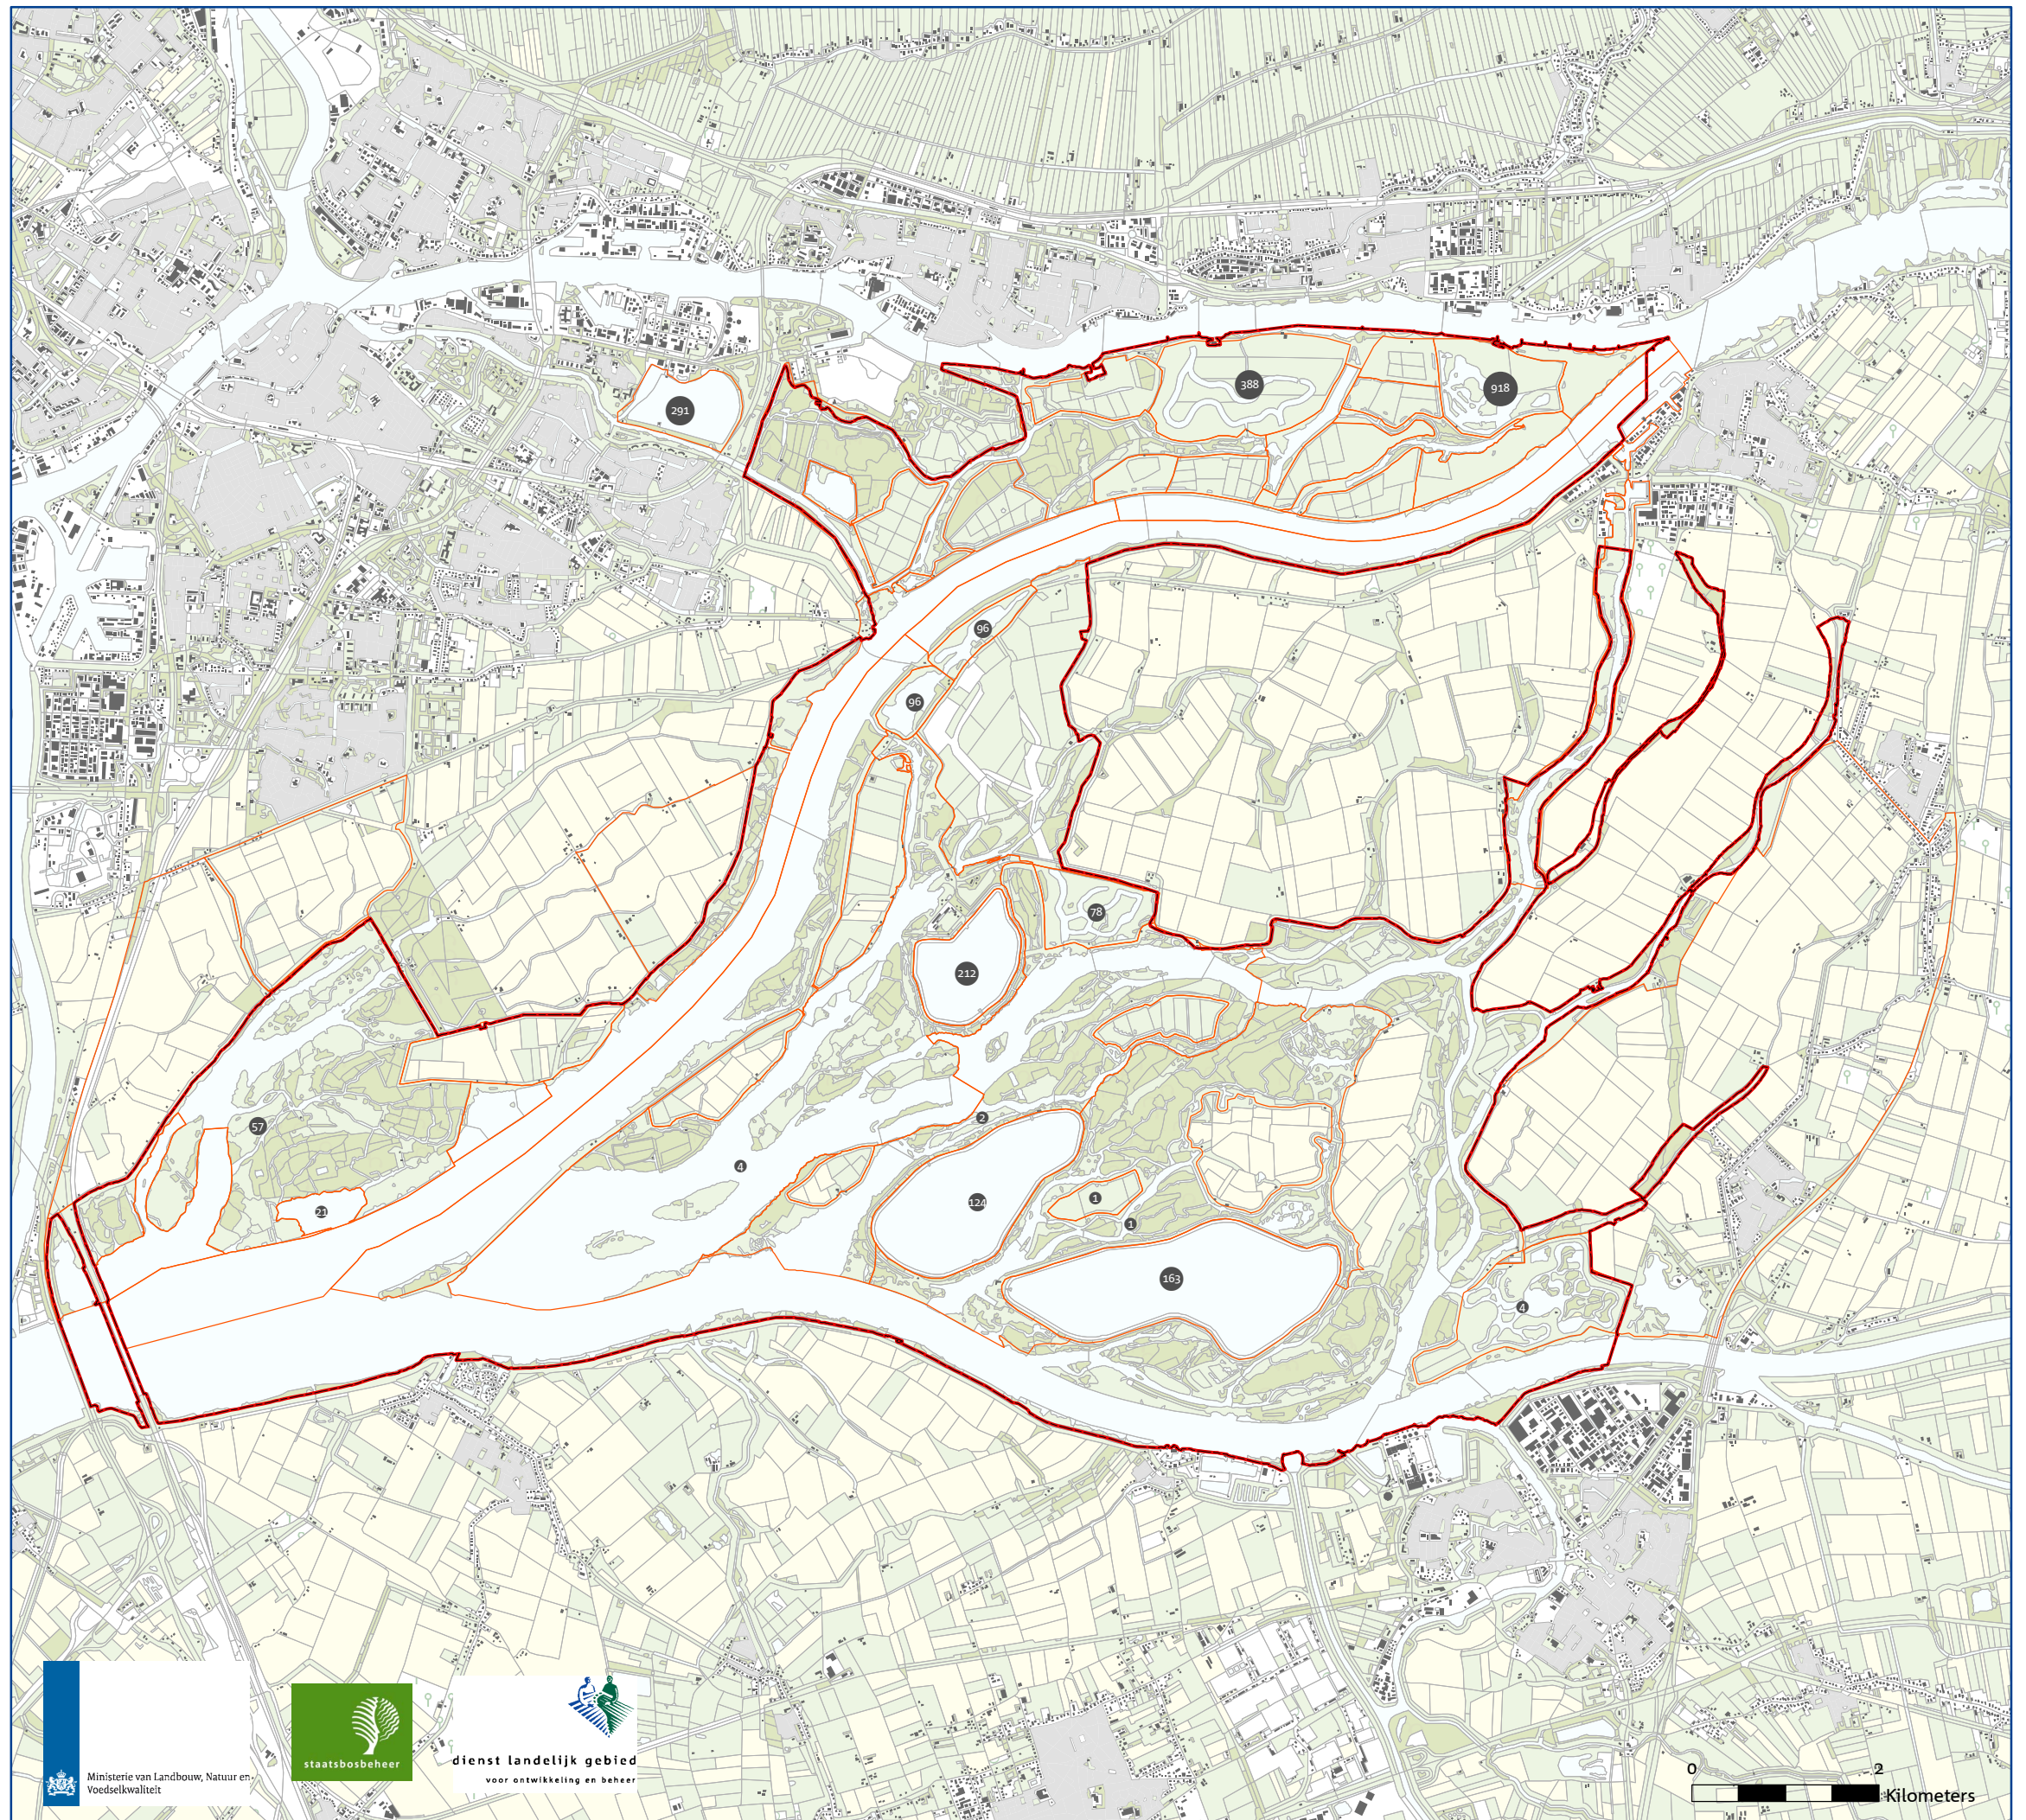 388
918
291
96
96
78
212
57
2
4
1
124
21
1
163
4
staatsbosbeheer
dienst landelijk gebied
voor ontwikkeling en beheer
Ministerie van Landbouw, Natuur en
Voedselkwaliteit
0 2
Kilometers